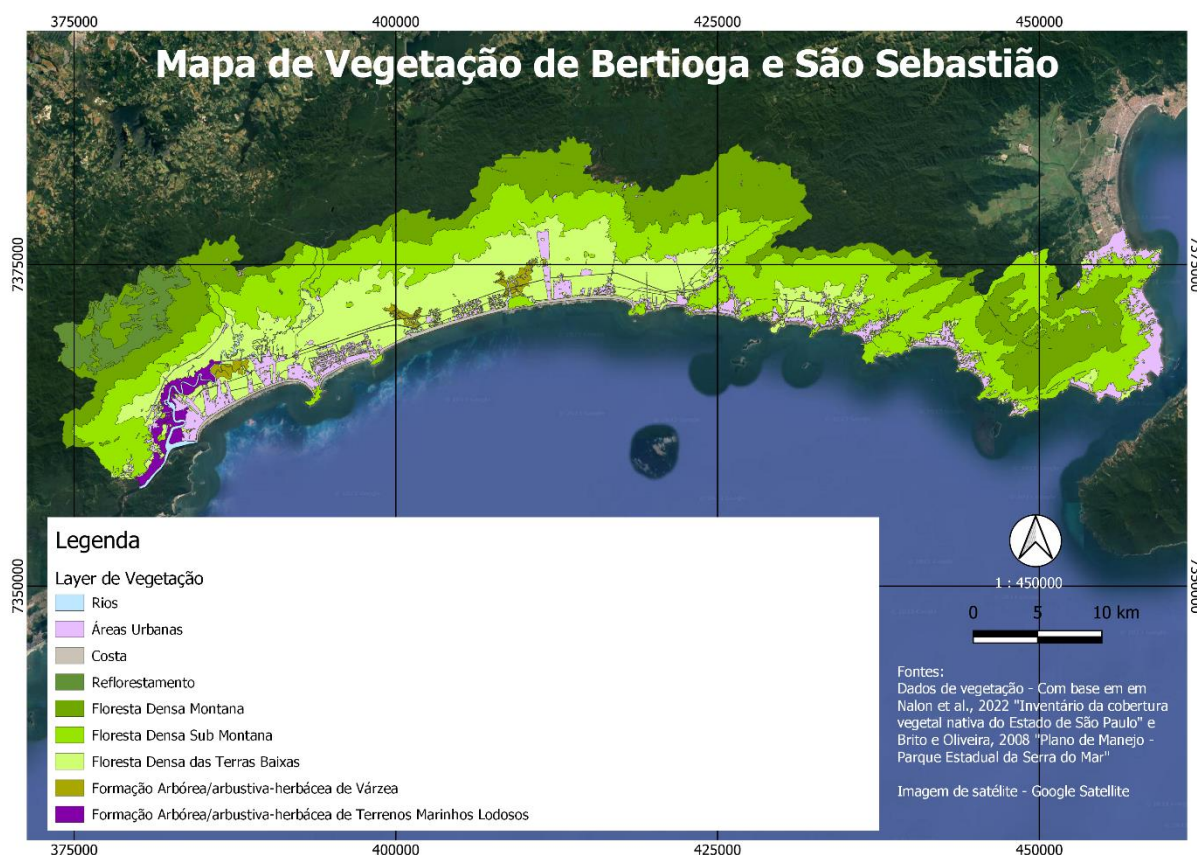 375000 400000 425000 450000
Mapa de Vegetação de Bertioga e São Sebastião
7375000 7375000
7350000 7350000
Legenda
Layer de Vegetação
Rios
Áreas Urbanas
Costa
Reflorestamento
Floresta Densa Montana
Floresta Densa Sub Montana
Floresta Densa das Terras Baixas
Formação Arbórea/arbustiva-herbácea de Várzea
Formação Arbórea/arbustiva-herbácea de Terrenos Marinhos Lodosos
1 : 450000
0 5 10 km
Fontes:
Dados de vegetação - Com base em em
Nalon et al., 2022 "Inventário da cobertura
vegetal nativa do Estado de São Paulo" e
Brito e Oliveira, 2008 "Plano de Manejo -
Parque Estadual da Serra do Mar"
Imagem de satélite - Google Satellite
375000 400000 425000 450000